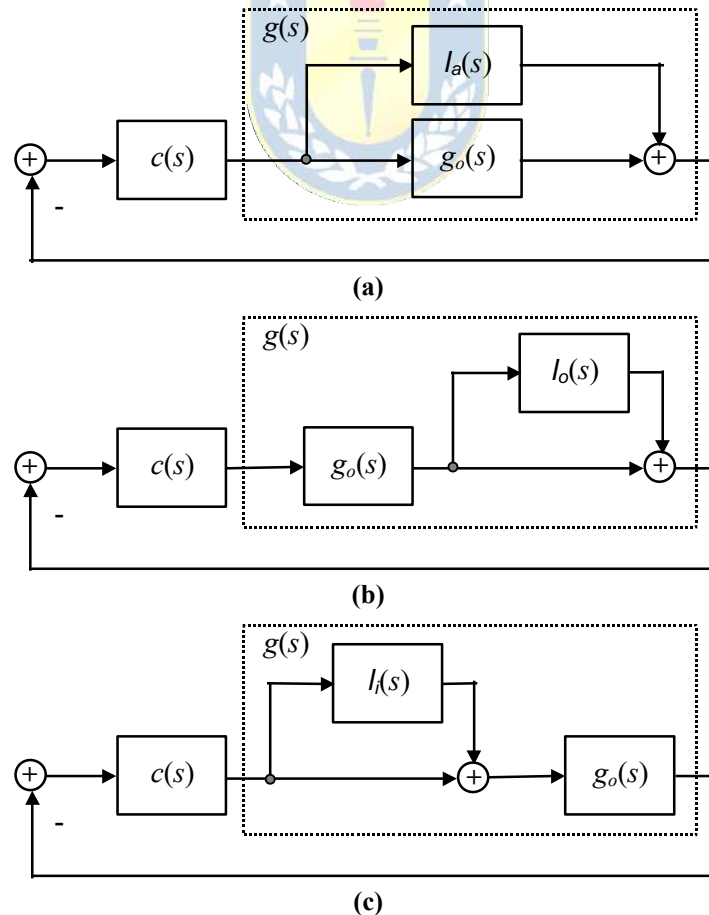 g(s)
l_a(s)
+
c(s)
g_o(s)
+
-
(a)
g(s)
l_o(s)
+
c(s)
g_o(s)
+
-
(b)
g(s)
l_i(s)
+
c(s)
+
g_o(s)
-
(c)